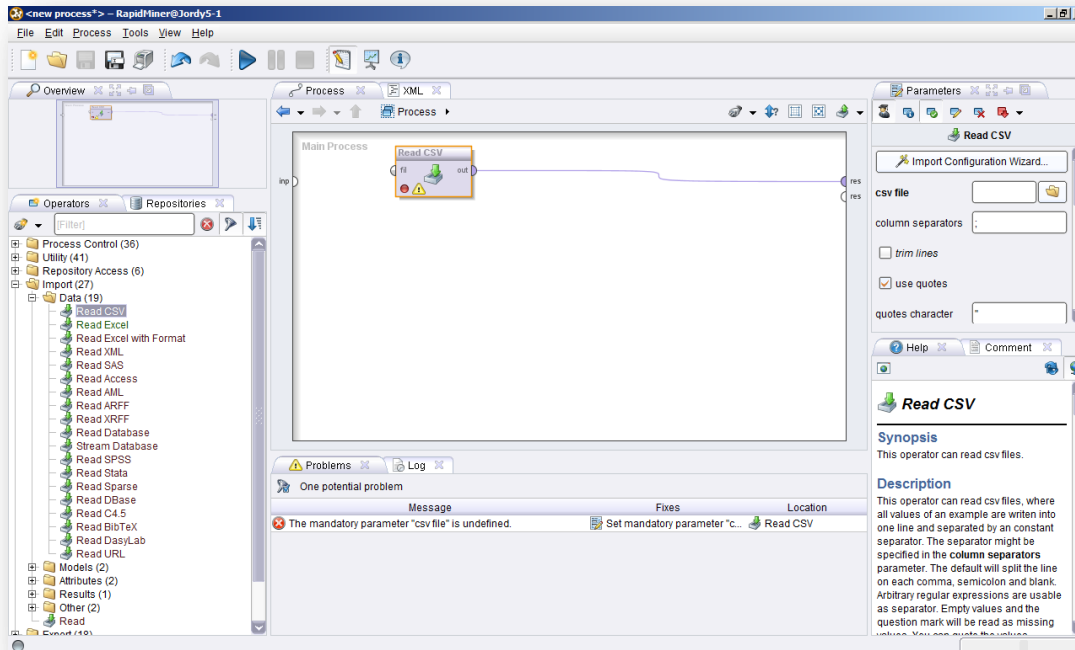 <new process*> – RapidMiner@Jordy5-1
File Edit Process Tools View Help
Overview
Process
XML
Parameters
Process
Read CSV
Import Configuration Wizard...
csv file
column separators ;
trim lines
use quotes
quotes character "
Main Process
Read CSV
fil
out
inp
res
res
Operators
Repositories
[Filter]
Process Control (36)
Utility (41)
Repository Access (6)
Import (27)
Data (19)
Read CSV
Read Excel
Read Excel with Format
Read XML
Read SAS
Read Access
Read AML
Read ARFF
Read XRFF
Read Database
Stream Database
Read SPSS
Read Stata
Read Sparse
Read DBase
Read C4.5
Read BibTeX
Read DasyLab
Read URL
Models (2)
Attributes (2)
Results (1)
Other (2)
Read
Export (18)
Problems
Log
One potential problem
Message Fixes Location
The mandatory parameter "csv file" is undefined. Set mandatory parameter "c... Read CSV
Help
Comment
Read CSV
Synopsis
This operator can read csv files.
Description
This operator can read csv files, where
all values of an example are writen into
one line and separated by an constant
separator. The separator might be
specified in the column separators
parameter. The default will split the line
on each comma, semicolon and blank.
Arbitrary regular expressions are usable
as separator. Empty values and the
question mark will be read as missing
values. You can quote the values